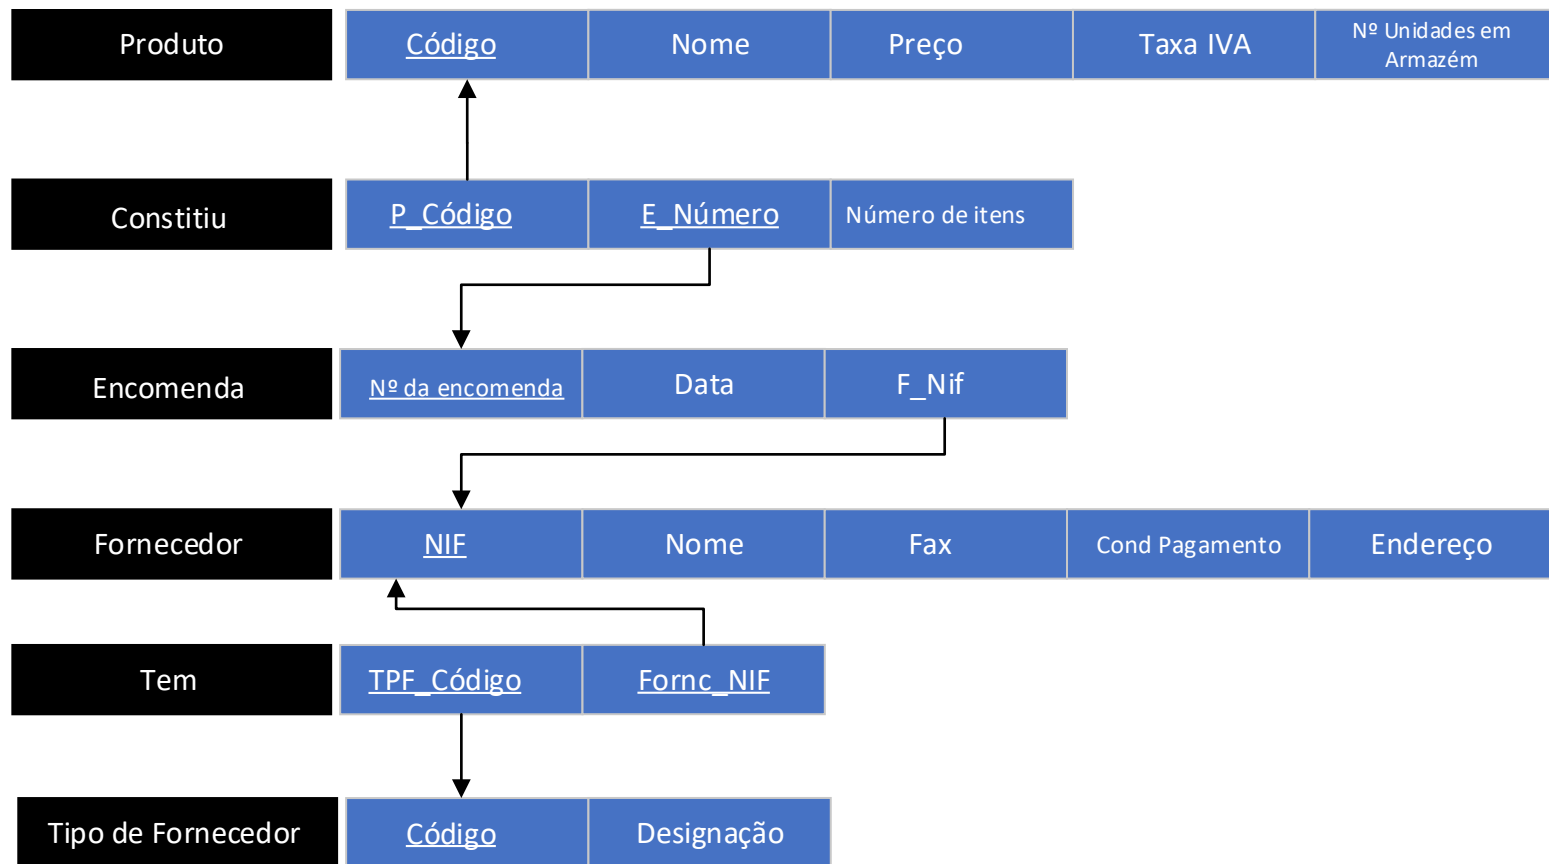 Produto
Código
Nome
Preço
Taxa IVA
Nº Unidades em
Armazém
Constitiu
P_Código
E_Número
Número de itens
Encomenda
Nº da encomenda
Data
F_Nif
Fornecedor
NIF
Nome
Fax
Cond Pagamento
Endereço
Tem
TPF_Código
Fornc_NIF
Tipo de Fornecedor
Código
Designação